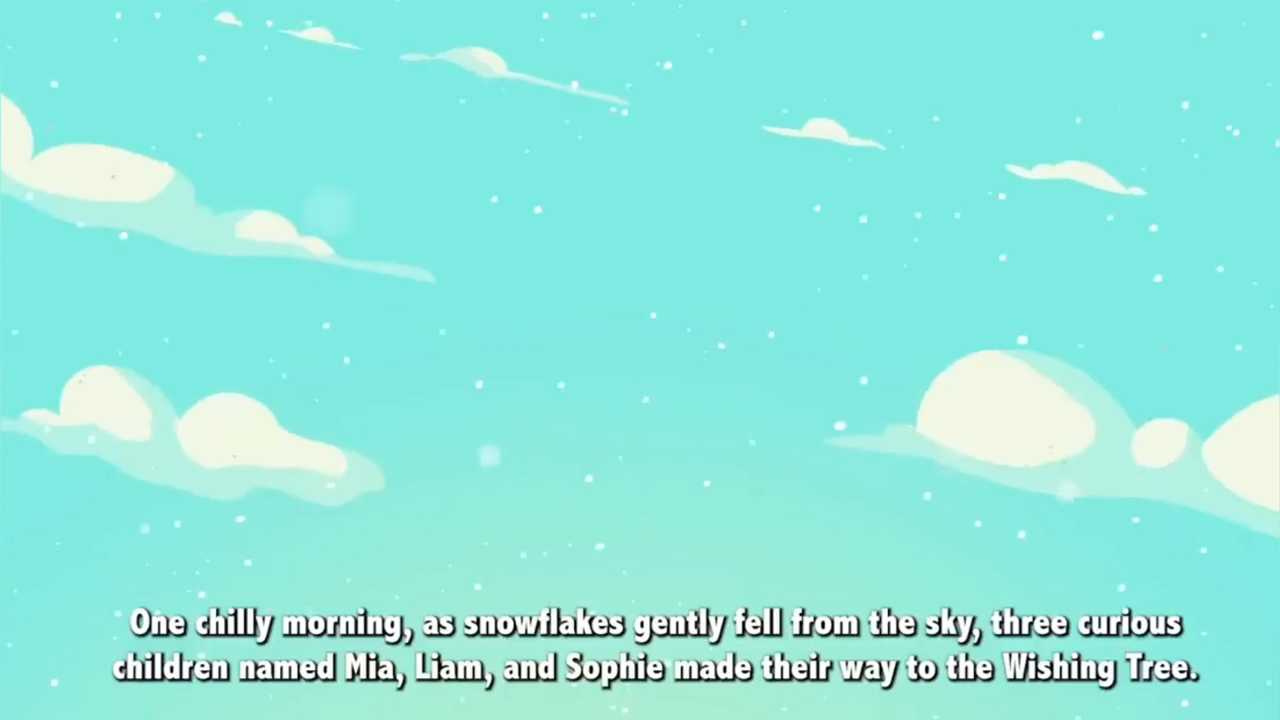 One chilly morning, as snowflakes gently fell from the sky, three curious
children named Mia, Liam, and Sophie made their way to the Wishing Tree.